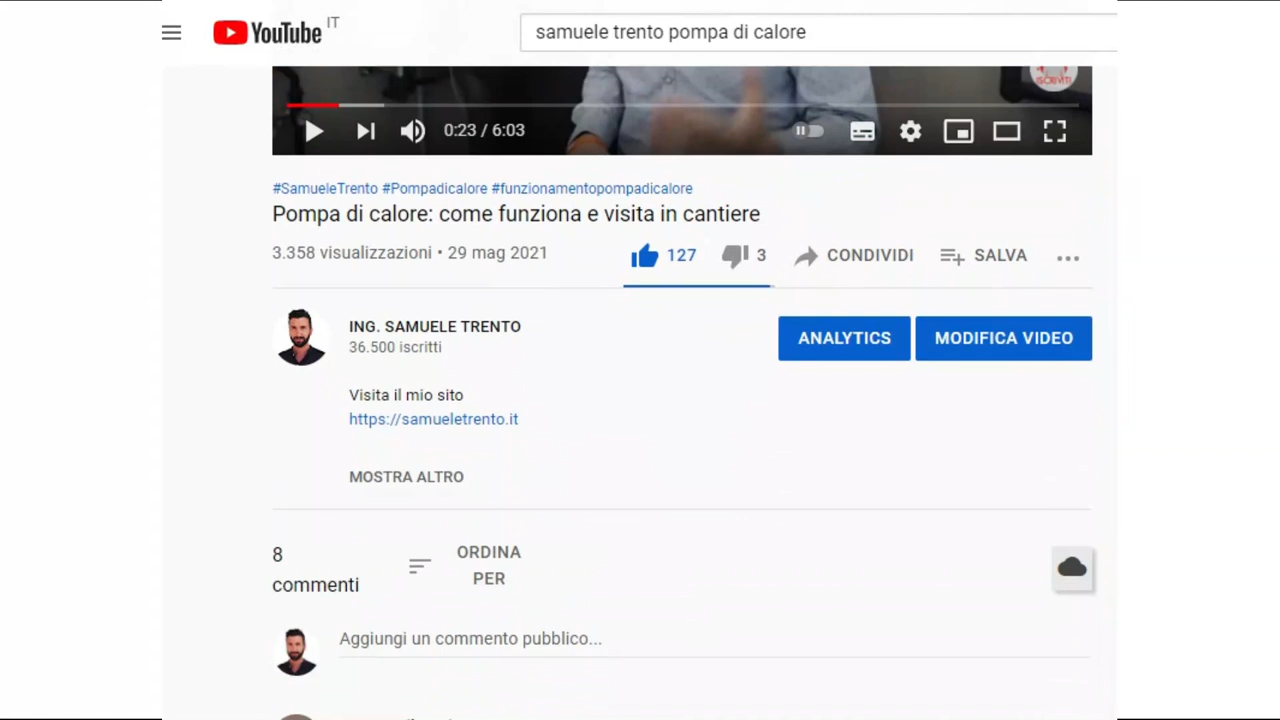 YouTube IT
samuele trento pompa di calore
ISCRIVITI
0:23 / 6:03
#SamueleTrento #Pompadicalore #funzionamentopompadicalore
Pompa di calore: come funziona e visita in cantiere
3.358 visualizzazioni • 29 mag 2021
127
3
CONDIVIDI
SALVA
ING. SAMUELE TRENTO
36.500 iscritti
ANALYTICS
MODIFICA VIDEO
Visita il mio sito
https://samueletrento.it
MOSTRA ALTRO
8
commenti
ORDINA
PER
Aggiungi un commento pubblico...